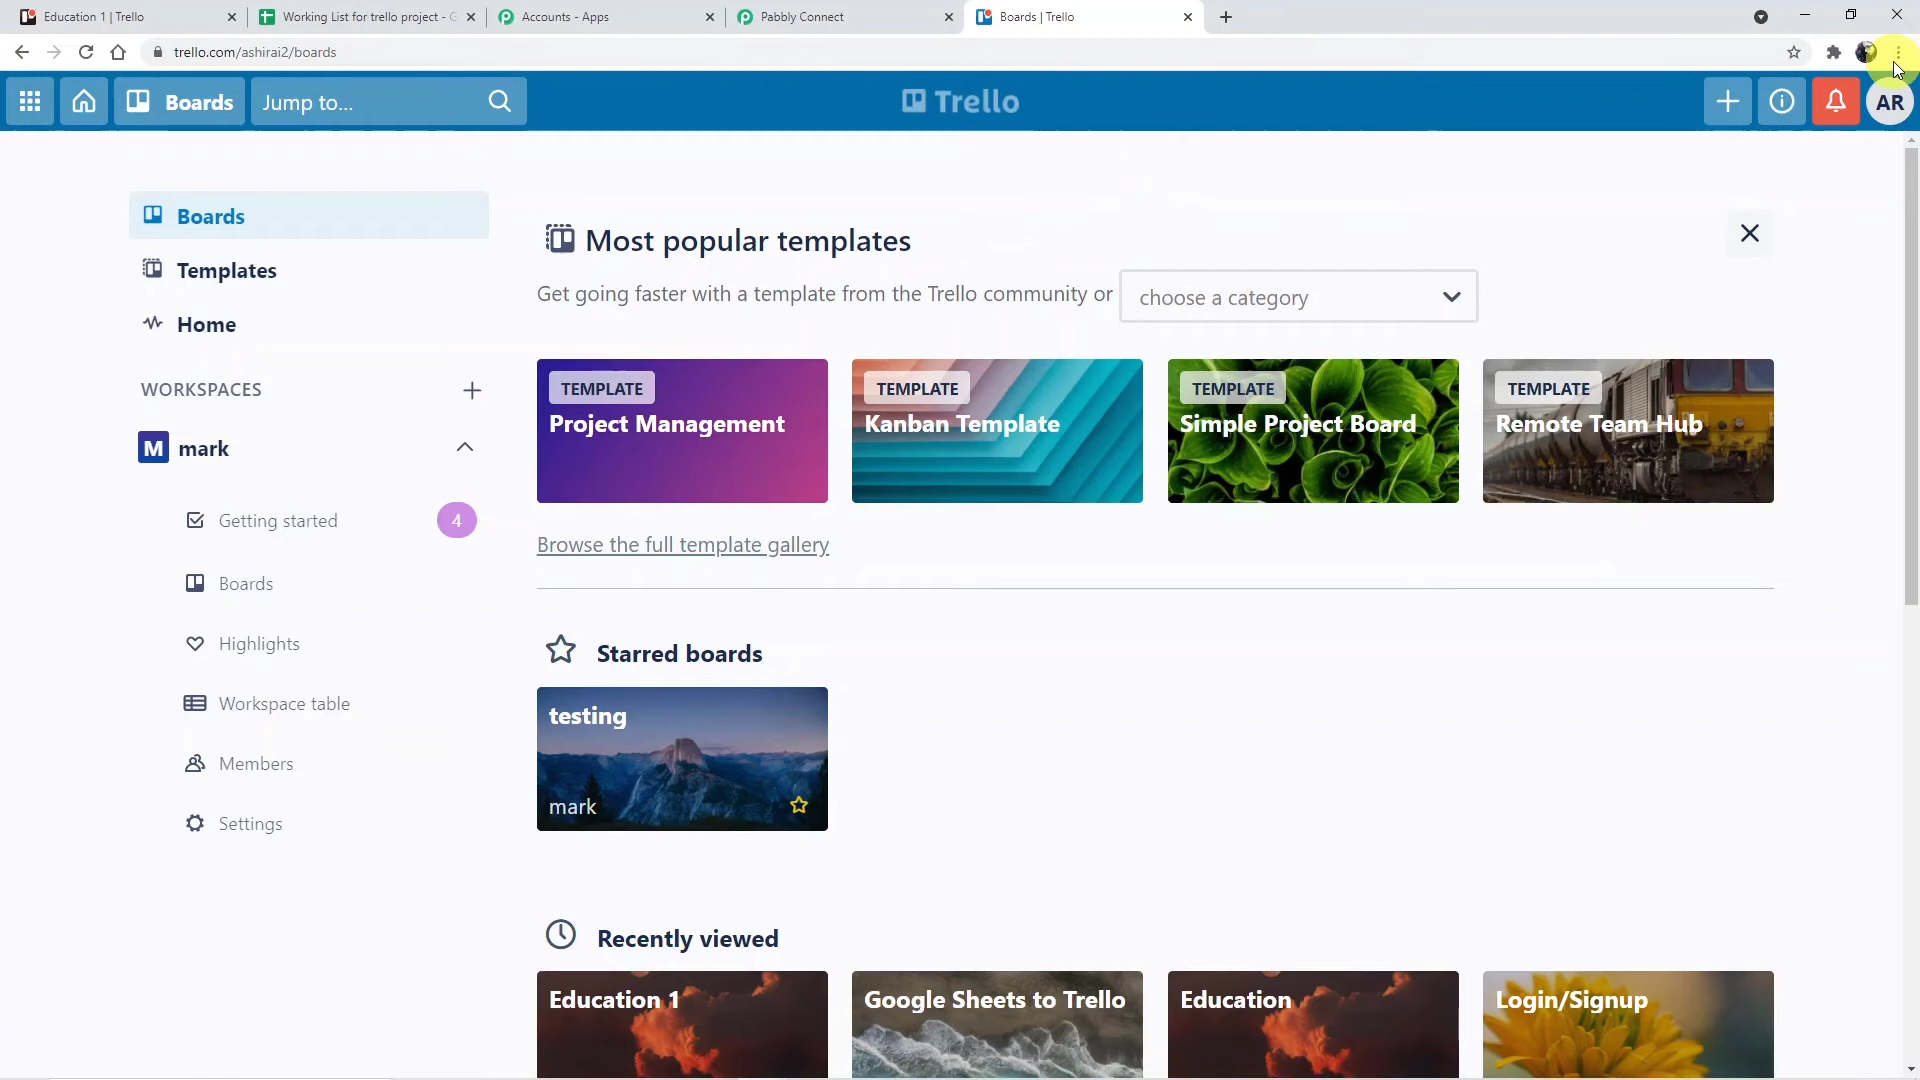 Education 1 | Trello
Working List for trello project - G
Accounts - Apps
Pabbly Connect
Boards | Trello
trello.com/ashirai2/boards
Boards
Jump to...
Trello
AR
Boards
Templates
Home
WORKSPACES
M mark
Getting started
4
Boards
Highlights
Workspace table
Members
Settings
Most popular templates
Get going faster with a template from the Trello community or
choose a category
TEMPLATE
Project Management
TEMPLATE
Kanban Template
TEMPLATE
Simple Project Board
TEMPLATE
Remote Team Hub
Browse the full template gallery
Starred boards
testing
mark
Recently viewed
Education 1
Google Sheets to Trello
Education
Login/Signup